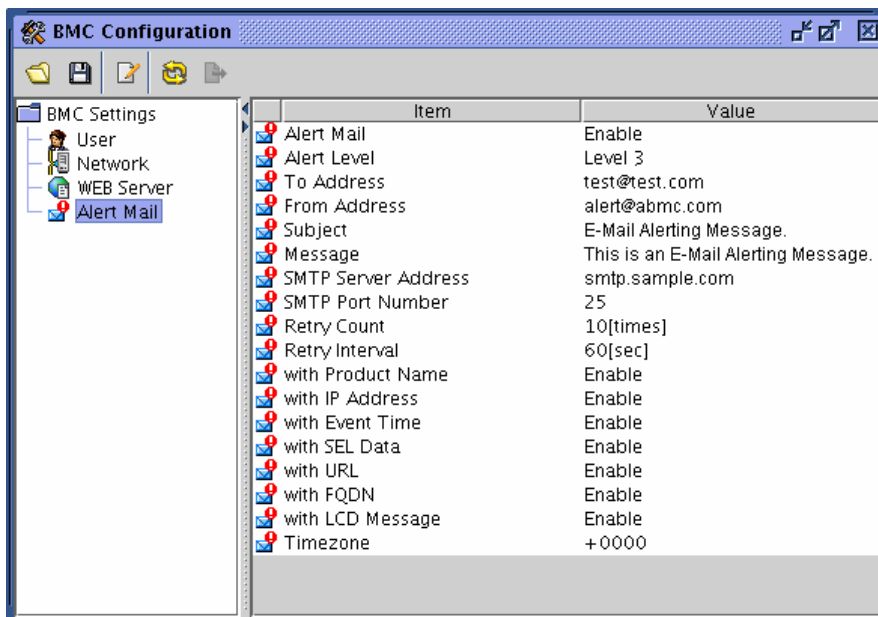 BMC Configuration
BMC Settings
User
Network
WEB Server
Alert Mail
Item Value
Alert Mail Enable
Alert Level Level 3
To Address test@test.com
From Address alert@abmc.com
Subject E-Mail Alerting Message.
Message This is an E-Mail Alerting Message.
SMTP Server Address smtp.sample.com
SMTP Port Number 25
Retry Count 10[times]
Retry Interval 60[sec]
with Product Name Enable
with IP Address Enable
with Event Time Enable
with SEL Data Enable
with URL Enable
with FQDN Enable
with LCD Message Enable
Timezone +0000